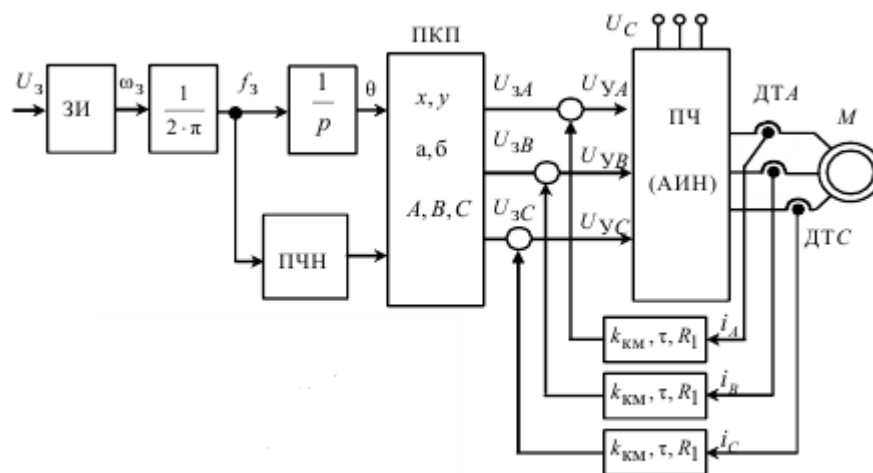 ПКП
U_C
U_з
ЗИ
ω_з
1
2 · π
f_з
1
p
θ
x, y
а, б
A, B, C
U_зA
U_зB
U_зC
U_УA
U_УB
U_УC
ПЧ
(АИН)
ДТA
M
ДТC
ПЧН
k_км, τ, R_1
i_A
k_км, τ, R_1
i_B
k_км, τ, R_1
i_C